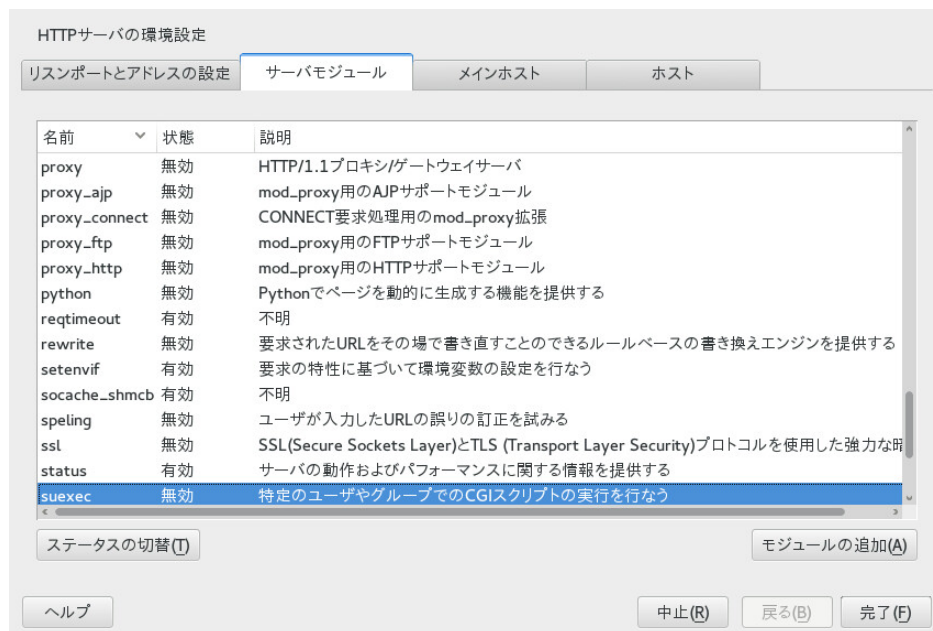 HTTPサーバの環境設定
リスンポートとアドレスの設定 サーバモジュール メインホスト ホスト
名前 状態 説明
proxy 無効 HTTP/1.1プロキシ/ゲートウェイサーバ
proxy_ajp 無効 mod_proxy用のAJPサポートモジュール
proxy_connect 無効 CONNECT要求処理用のmod_proxy拡張
proxy_ftp 無効 mod_proxy用のFTPサポートモジュール
proxy_http 無効 mod_proxy用のHTTPサポートモジュール
python 無効 Pythonでページを動的に生成する機能を提供する
reqtimeout 有効 不明
rewrite 無効 要求されたURLをその場で書き直すことのできるルールベースの書き換えエンジンを提供する
setenvif 有効 要求の特性に基づいて環境変数の設定を行なう
socache_shmcb 有効 不明
speling 無効 ユーザが入力したURLの誤りの訂正を試みる
ssl 無効 SSL(Secure Sockets Layer)とTLS (Transport Layer Security)プロトコルを使用した強力な
status 有効 サーバの動作およびパフォーマンスに関する情報を提供する
suexec 無効 特定のユーザやグループでのCGIスクリプトの実行を行なう
ステータスの切替(T) モジュールの追加(A)
ヘルプ 中止(R) 戻る(B) 完了(F)